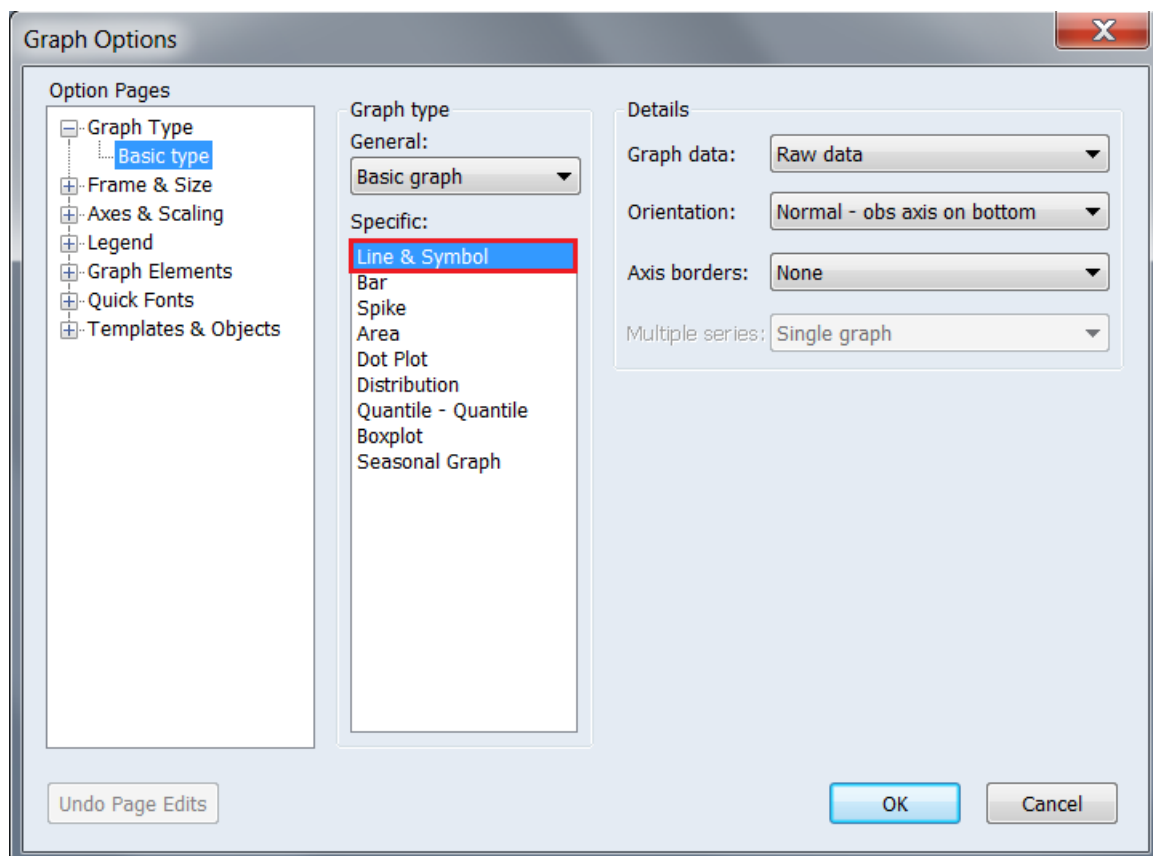 Graph Options
Option Pages
Graph Type
Basic type
Frame & Size
Axes & Scaling
Legend
Graph Elements
Quick Fonts
Templates & Objects
Graph type
General:
Basic graph
Specific:
Line & Symbol
Bar
Spike
Area
Dot Plot
Distribution
Quantile - Quantile
Boxplot
Seasonal Graph
Details
Graph data: Raw data
Orientation: Normal - obs axis on bottom
Axis borders: None
Multiple series: Single graph
Undo Page Edits
OK
Cancel